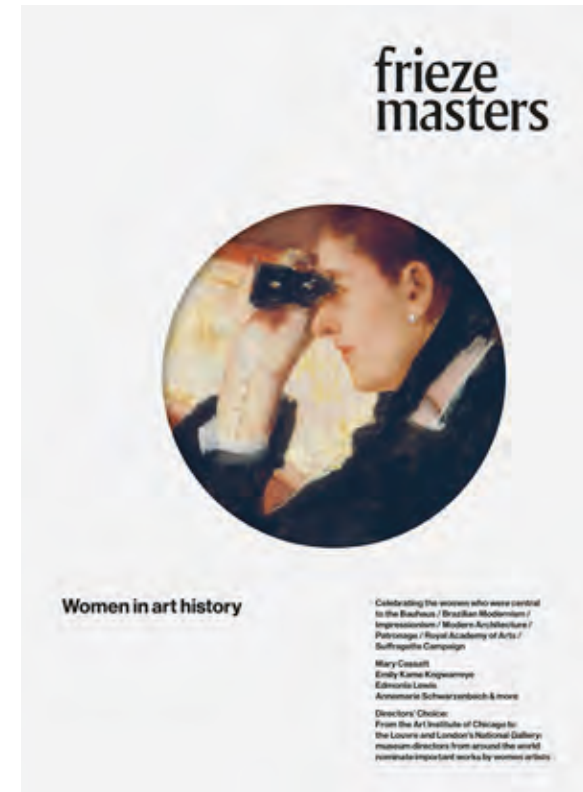 frieze
masters
Women in art history
Celebrating the women who were central
to the Bauhaus / Brazilian Modernism /
Impressionism / Modern Architecture /
Patronage / Royal Academy of Arts /
Suffragette Campaign
Mary Cassatt
Emily Kame Kngwarreye
Edmonia Lewis
Annemarie Schwarzenbach & more
Directors' Choice:
From the Art Institute of Chicago to
the Louvre and London's National Gallery:
museum directors from around the world
nominate important works by women artists